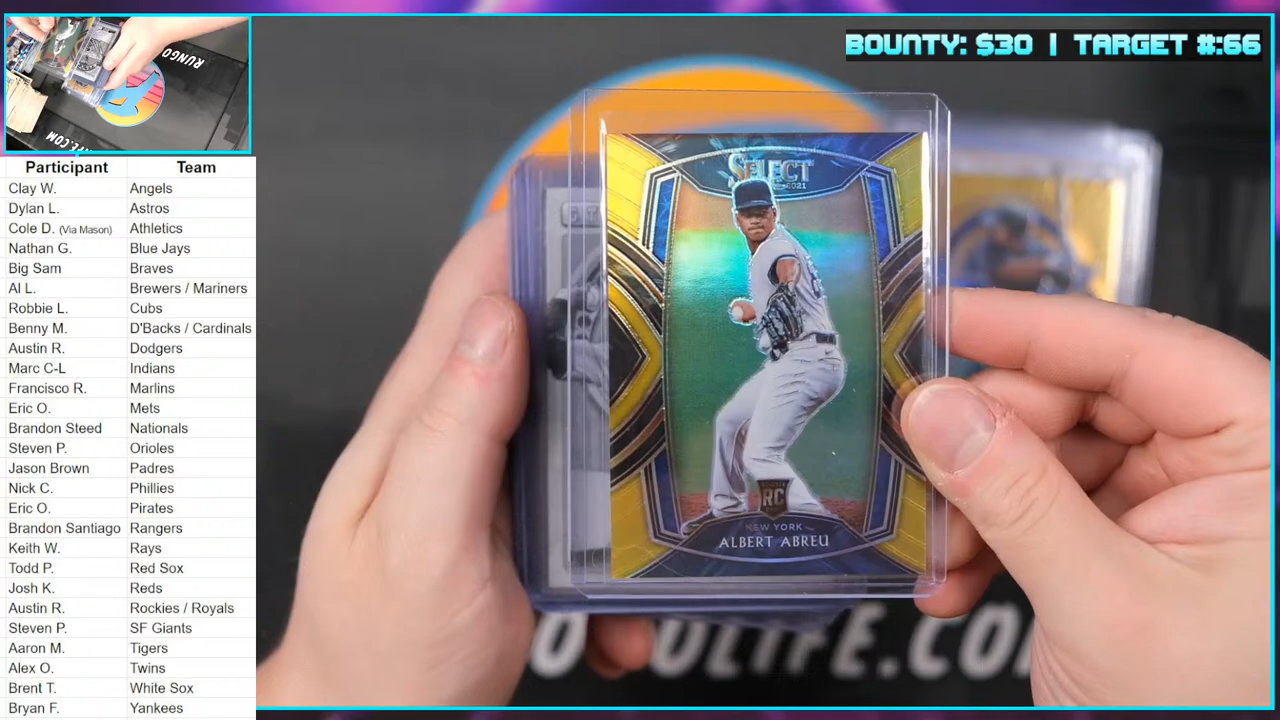 BOUNTY: $30 | TARGET #:66
RUNGO
FE.COM
Participant Team
Clay W. Angels
Dylan L. Astros
Cole D. (Via Mason) Athletics
Nathan G. Blue Jays
Big Sam Braves
Al L. Brewers / Mariners
Robbie L. Cubs
Benny M. D'Backs / Cardinals
Austin R. Dodgers
Marc C-L Indians
Francisco R. Marlins
Eric O. Mets
Brandon Steed Nationals
Steven P. Orioles
Jason Brown Padres
Nick C. Phillies
Eric O. Pirates
Brandon Santiago Rangers
Keith W. Rays
Todd P. Red Sox
Josh K. Reds
Austin R. Rockies / Royals
Steven P. SF Giants
Aaron M. Tigers
Alex O. Twins
Brent T. White Sox
Bryan F. Yankees
SELECT
2021
RC
NEW YORK
ALBERT ABREU